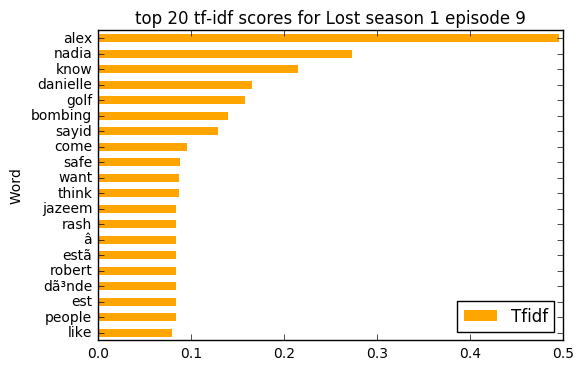 top 20 tf-idf scores for Lost season 1 episode 9
alex
nadia
know
danielle
golf
bombing
sayid
come
safe
want
think
jazeem
rash
â
estã
robert
dã³nde
est
people
like
Word
Tfidf
0.0 0.1 0.2 0.3 0.4 0.5